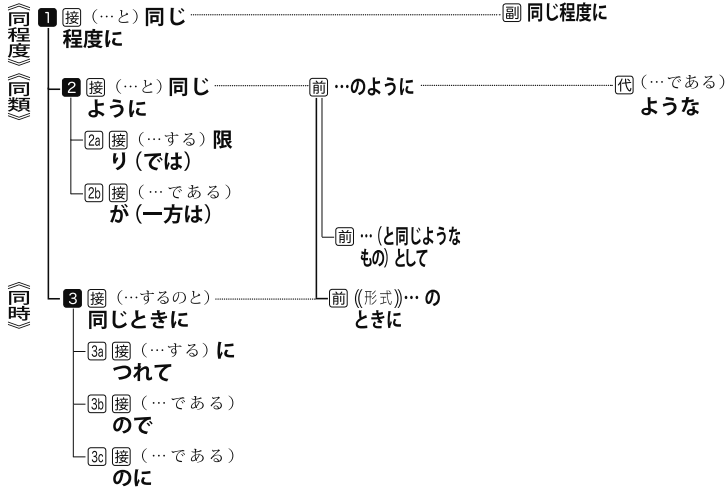 《同程度》
1 接 （…と）同じ
程度に
副 同じ程度に
《同類》
2 接 （…と）同じ
ように
前 …のように
代 （…である）
ような
2a 接 （…する）限
り（では）
2b 接 （…である）
が（一方は）
前 …（と同じような
もの）として
《同時》
3 接 （…するのと）
同じときに
前 《形式》…の
ときに
3a 接 （…する）に
つれて
3b 接 （…である）
ので
3c 接 （…である）
のに